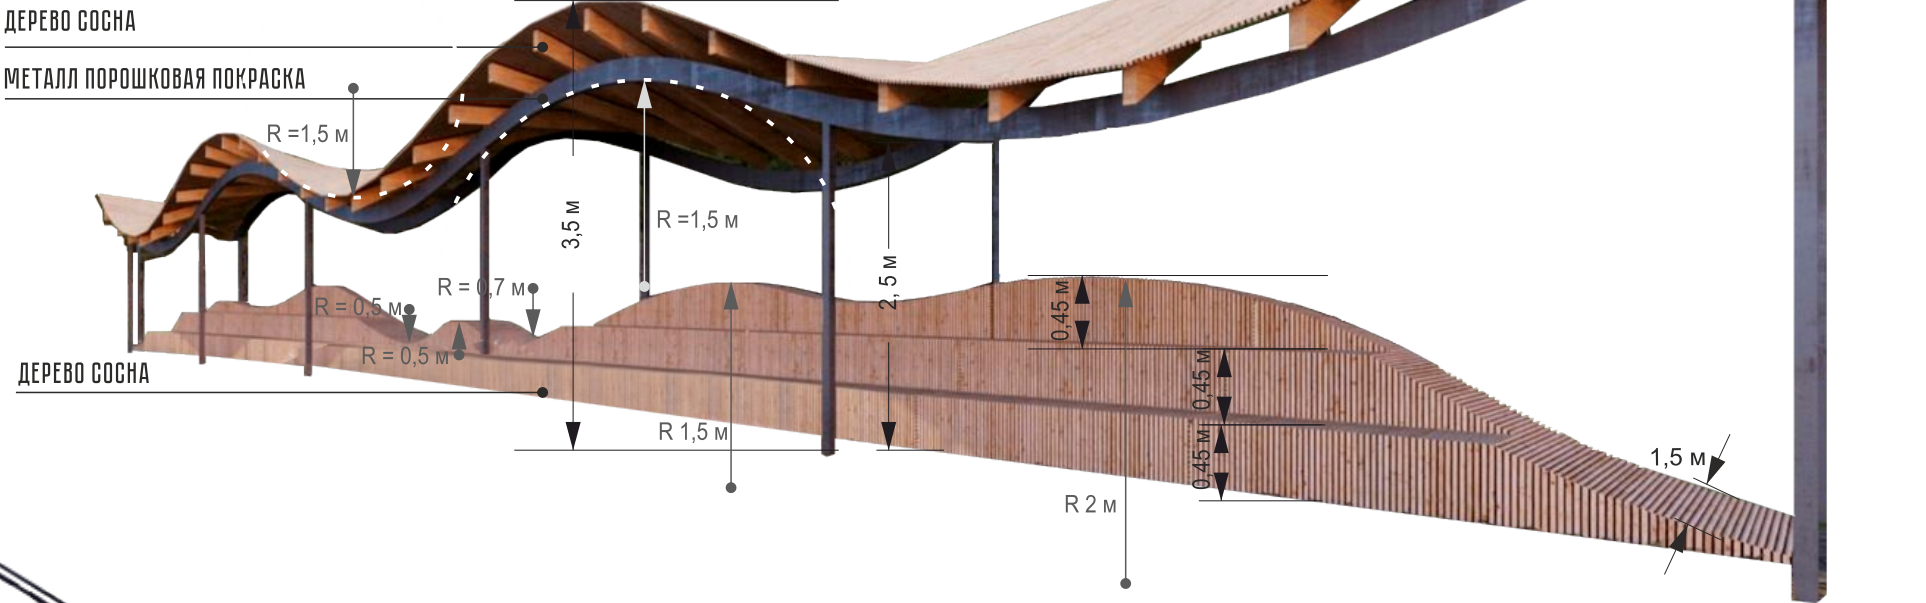 ДЕРЕВО СОСНА
МЕТАЛЛ ПОРОШКОВАЯ ПОКРАСКА
R =1,5 м
3,5 м
R =1,5 м
2, 5 м
R = 0,7 м
R = 0,5 м
R = 0,5 м
0,45 м
0,45 м
0,45 м
ДЕРЕВО СОСНА
R 1,5 м
1,5 м
R 2 м